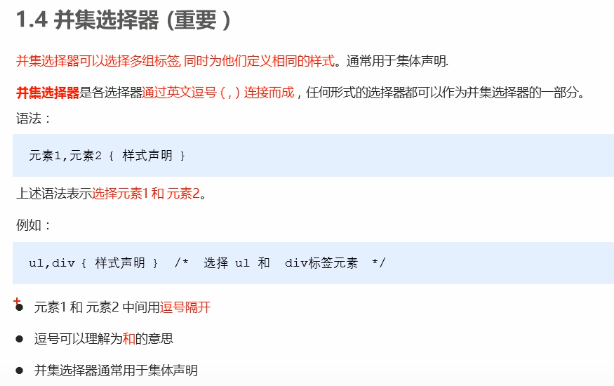 1.4 并集选择器 (重要)
并集选择器可以选择多组标签, 同时为他们定义相同的样式。通常用于集体声明.
并集选择器是各选择器通过英文逗号 (,) 连接而成，任何形式的选择器都可以作为并集选择器的一部分。
语法：
元素1,元素2 { 样式声明 }
上述语法表示选择元素1 和 元素2。
例如：
ul,div { 样式声明 }  /*  选择 ul 和  div标签元素  */
● 元素1 和 元素2 中间用逗号隔开
● 逗号可以理解为和的意思
● 并集选择器通常用于集体声明